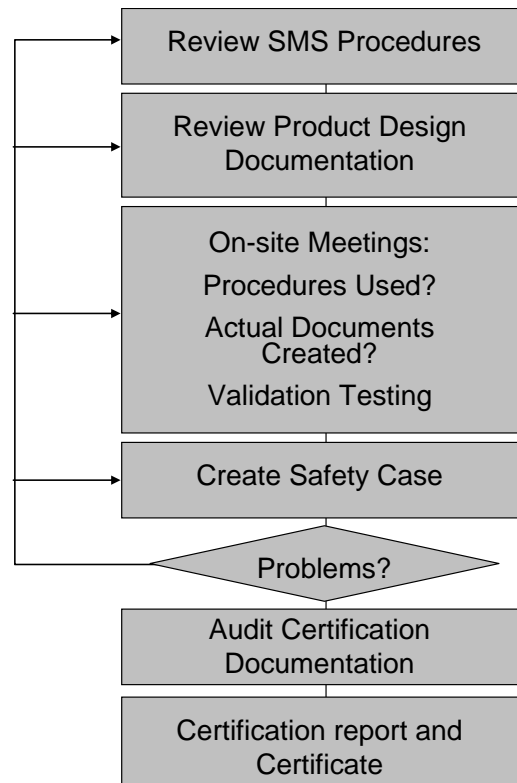 Review SMS Procedures
Review Product Design
Documentation
On-site Meetings:
Procedures Used?
Actual Documents
Created?
Validation Testing
Create Safety Case
Problems?
Audit Certification
Documentation
Certification report and
Certificate